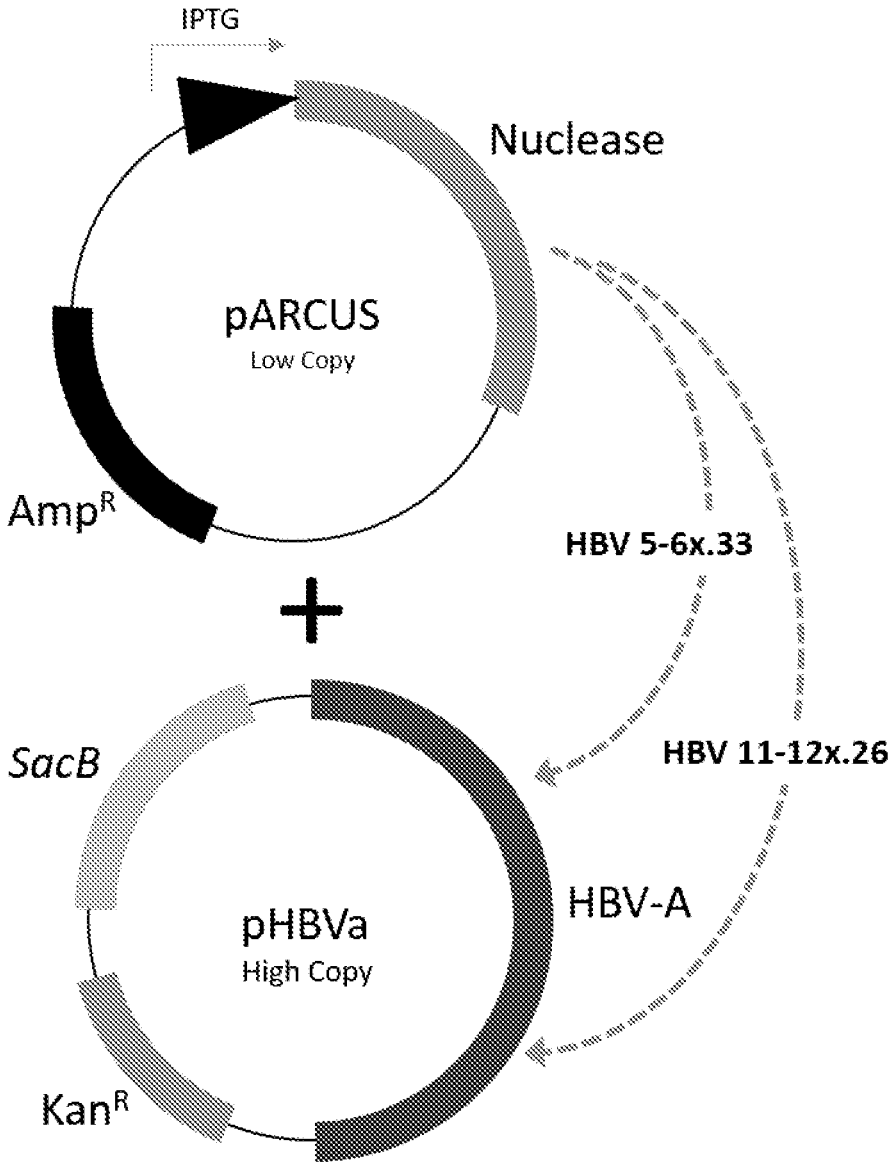 IPTG
Nuclease
pARCUS
Low Copy
Amp^R
HBV 5-6x.33
+
SacB
HBV 11-12x.26
HBV-A
pHBVa
High Copy
Kan^R